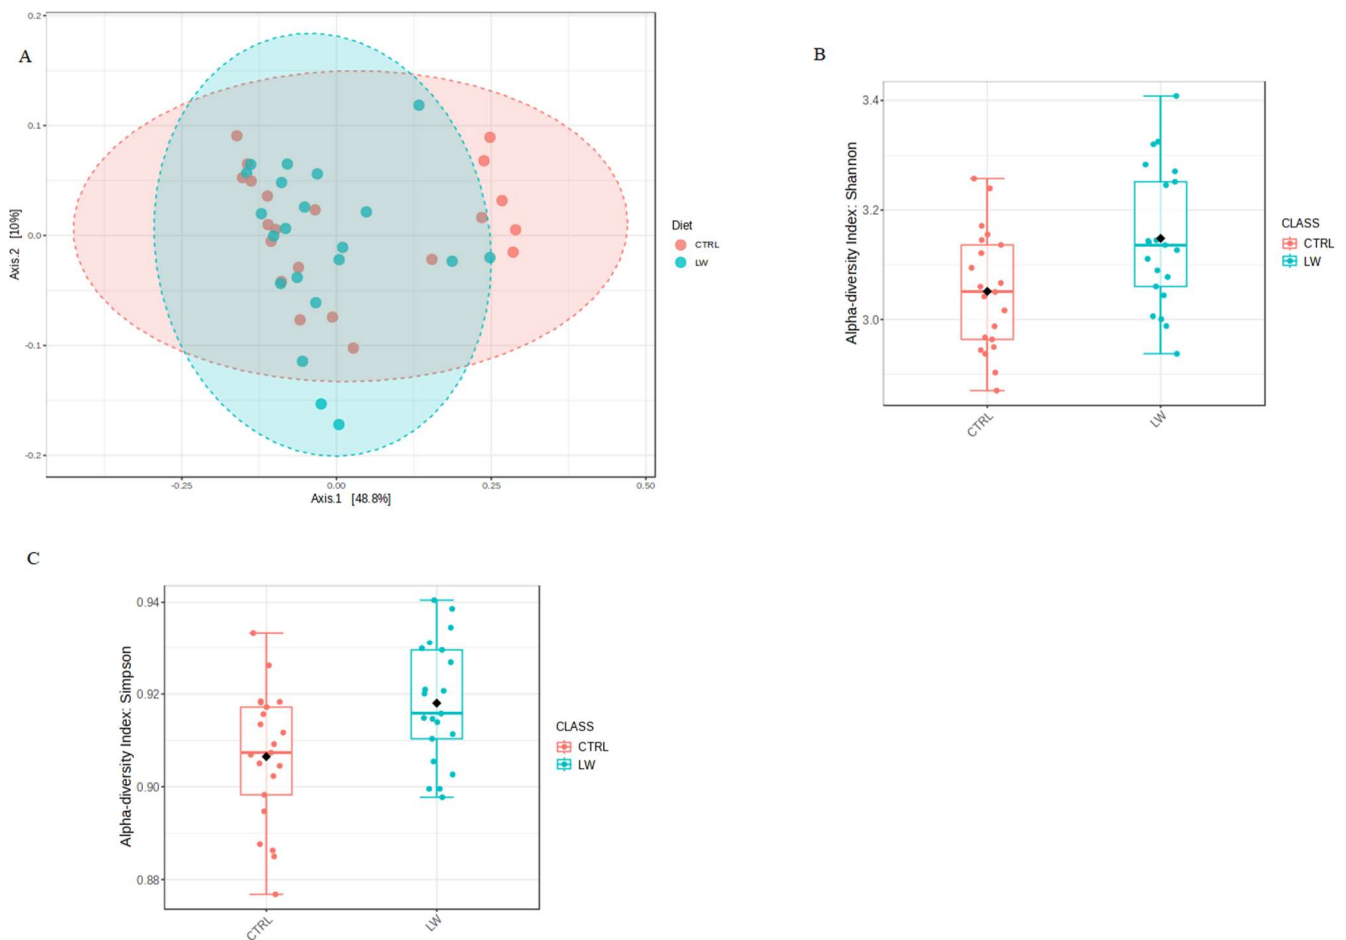 A
0.2
0.1
0.0
-0.1
-0.2
Axis.2 [10%]
-0.25
0.00
0.25
0.50
Axis.1 [48.8%]
Diet
CTRL
LW
B
3.4
3.2
3.0
Alpha-diversity Index: Shannon
CTRL
LW
CLASS
CTRL
LW
C
0.94
0.92
0.90
0.88
Alpha-diversity Index: Simpson
CTRL
LW
CLASS
CTRL
LW